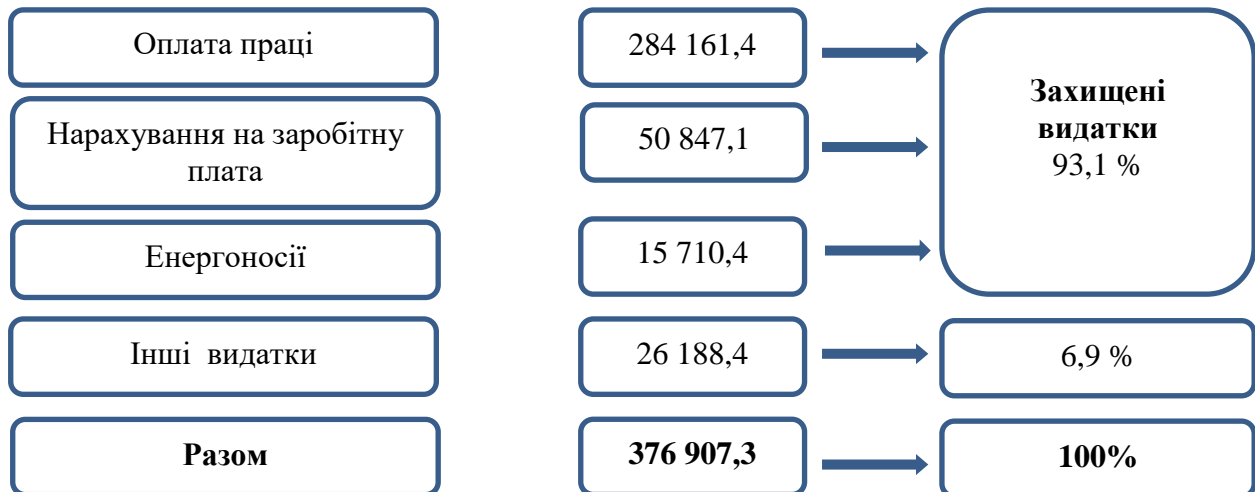 Оплата праці
284 161,4
Захищені
видатки
93,1 %
Нарахування на заробітну
плата
50 847,1
Енергоносії
15 710,4
Інші видатки
26 188,4
6,9 %
Разом
376 907,3
100%